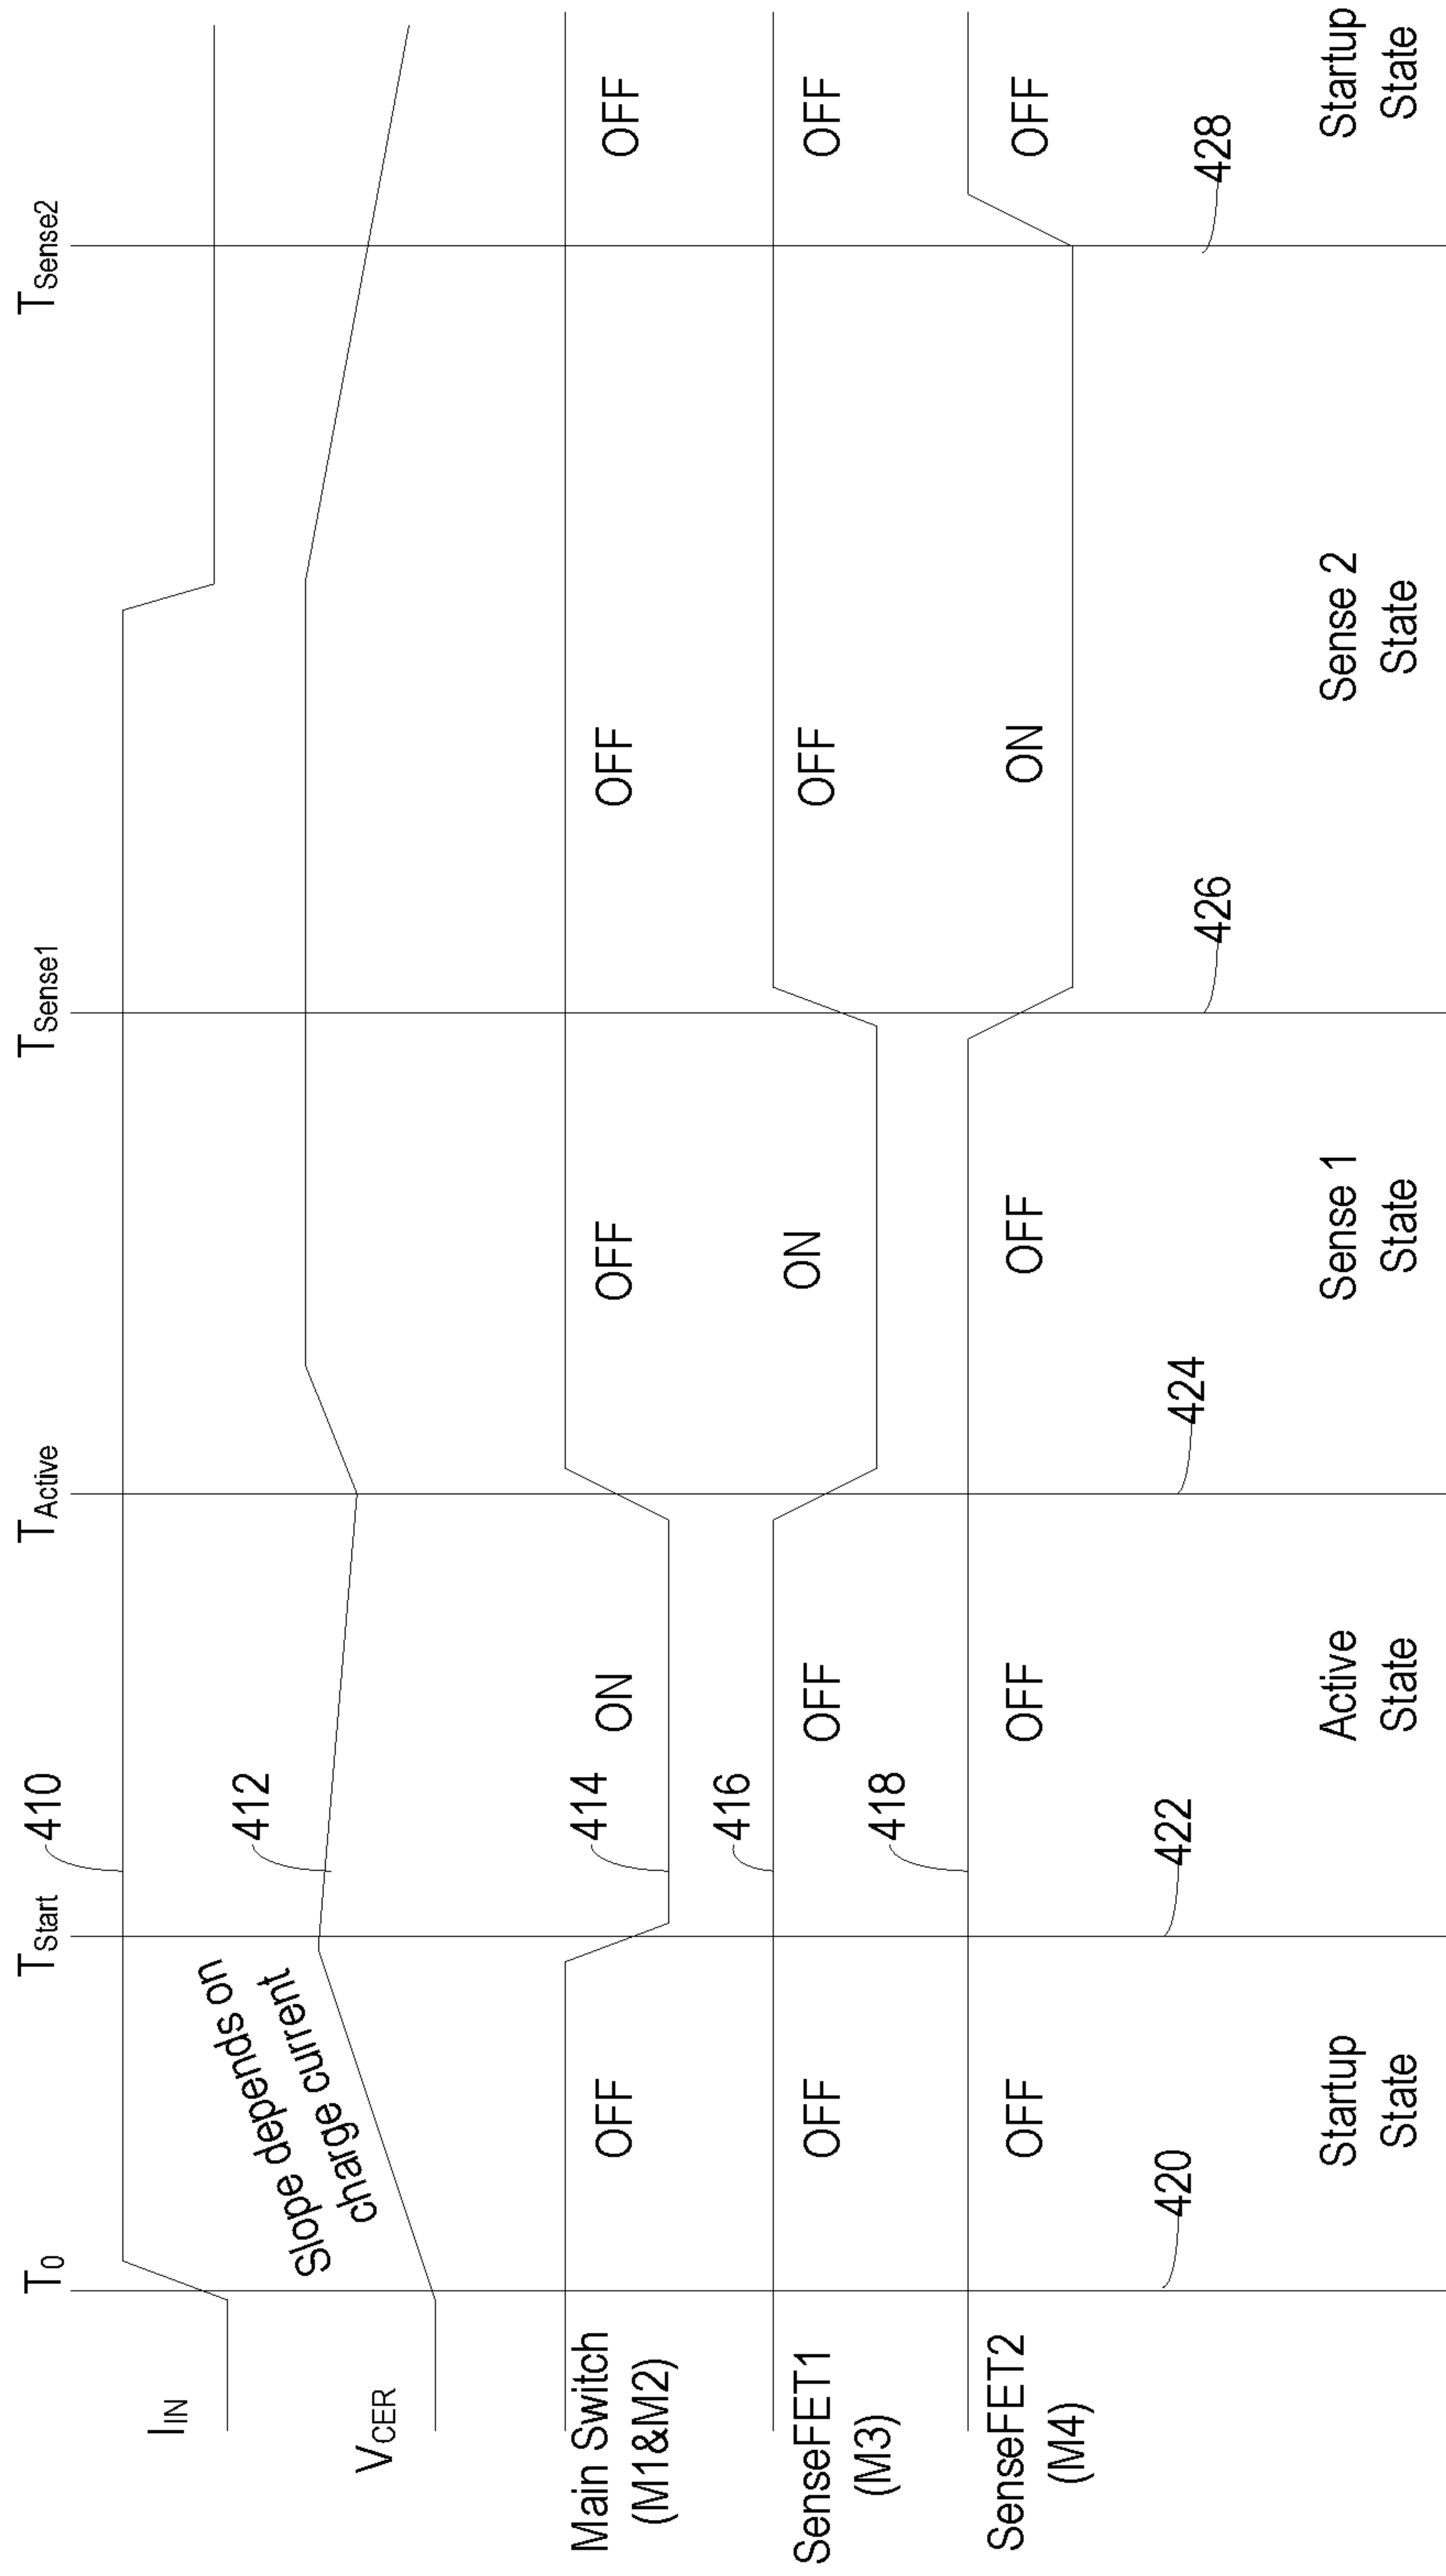 T0
TStart
TActive
TSense1
TSense2
410
IIN
Slope depends on
charge current
412
VCER
414
Main Switch
(M1&M2)
OFF
ON
OFF
OFF
OFF
416
SenseFET1
(M3)
OFF
OFF
ON
OFF
OFF
418
SenseFET2
(M4)
OFF
OFF
OFF
ON
OFF
420
422
424
426
428
Startup
State
Active
State
Sense 1
State
Sense 2
State
Startup
State